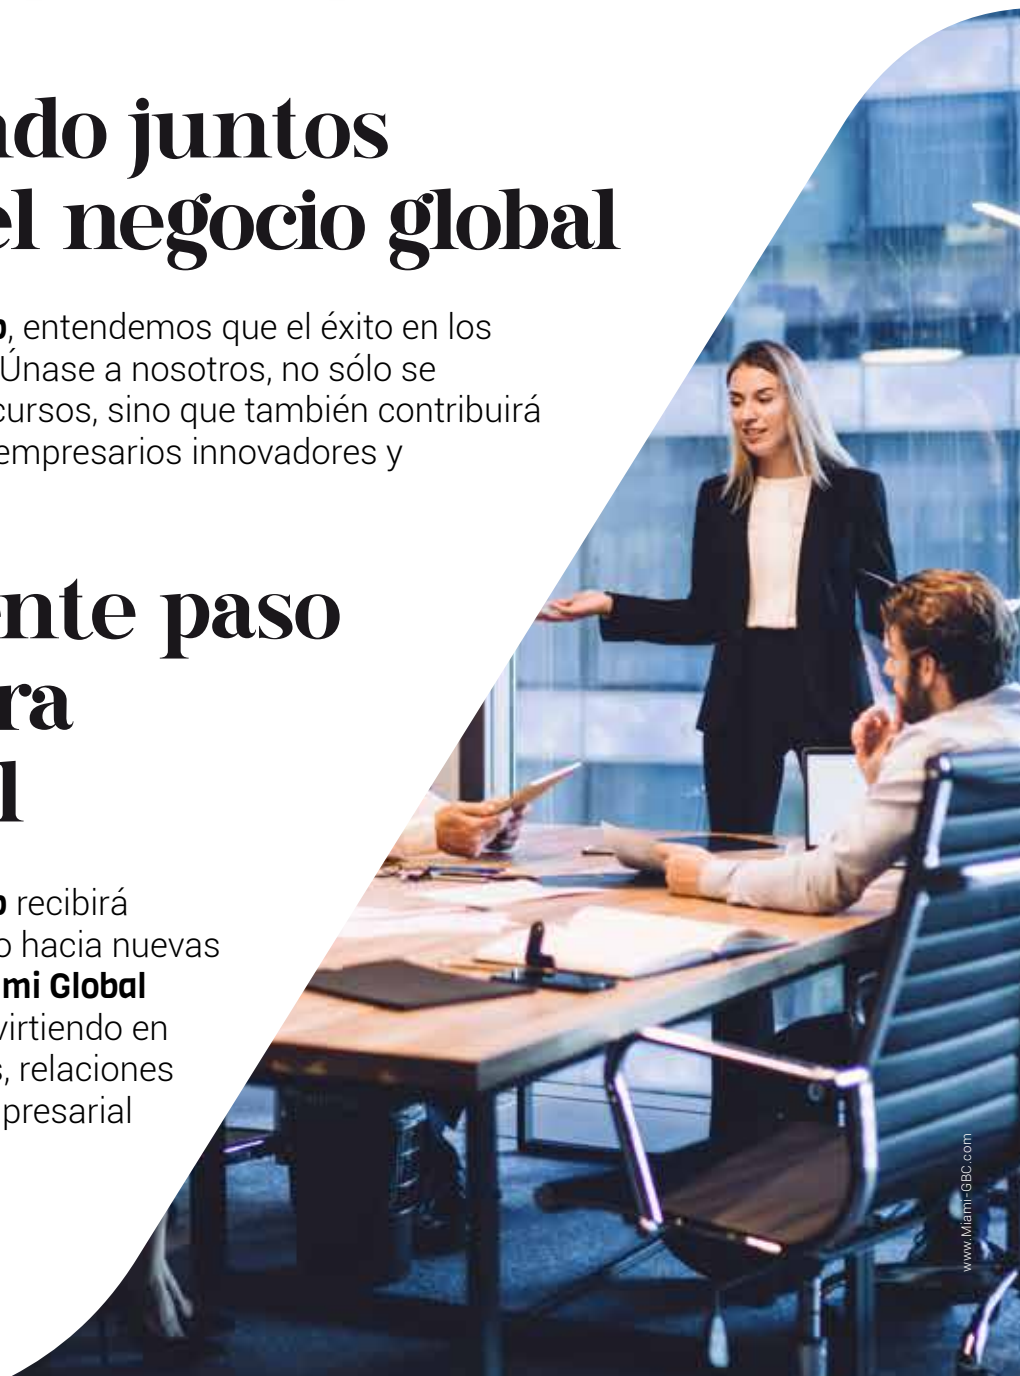 ndo juntos
el negocio global
o, entendemos que el éxito en los
Únase a nosotros, no sólo se
cursos, sino que también contribuirá
empresarios innovadores y
ente paso
ra
l
o recibirá
o hacia nuevas
mi Global
virtiendo en
s, relaciones
presarial
www.Miami-GBC.com